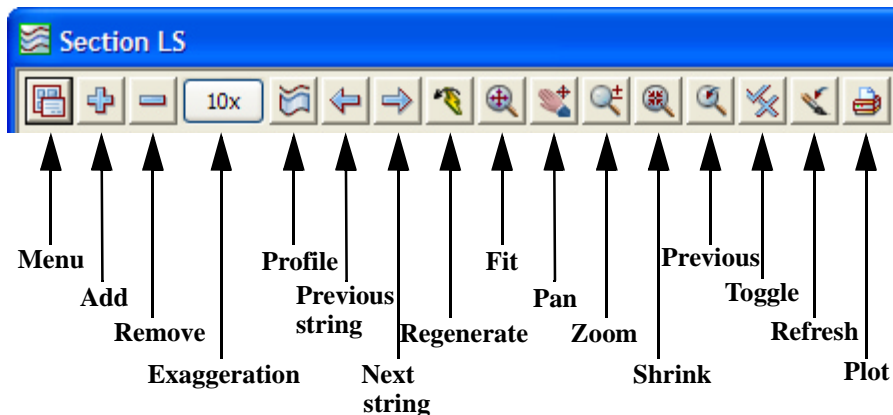 Section LS
10x
Menu
Add
Remove
Exaggeration
Profile
Previous
string
Next
string
Regenerate
Fit
Pan
Zoom
Shrink
Previous
Toggle
Refresh
Plot